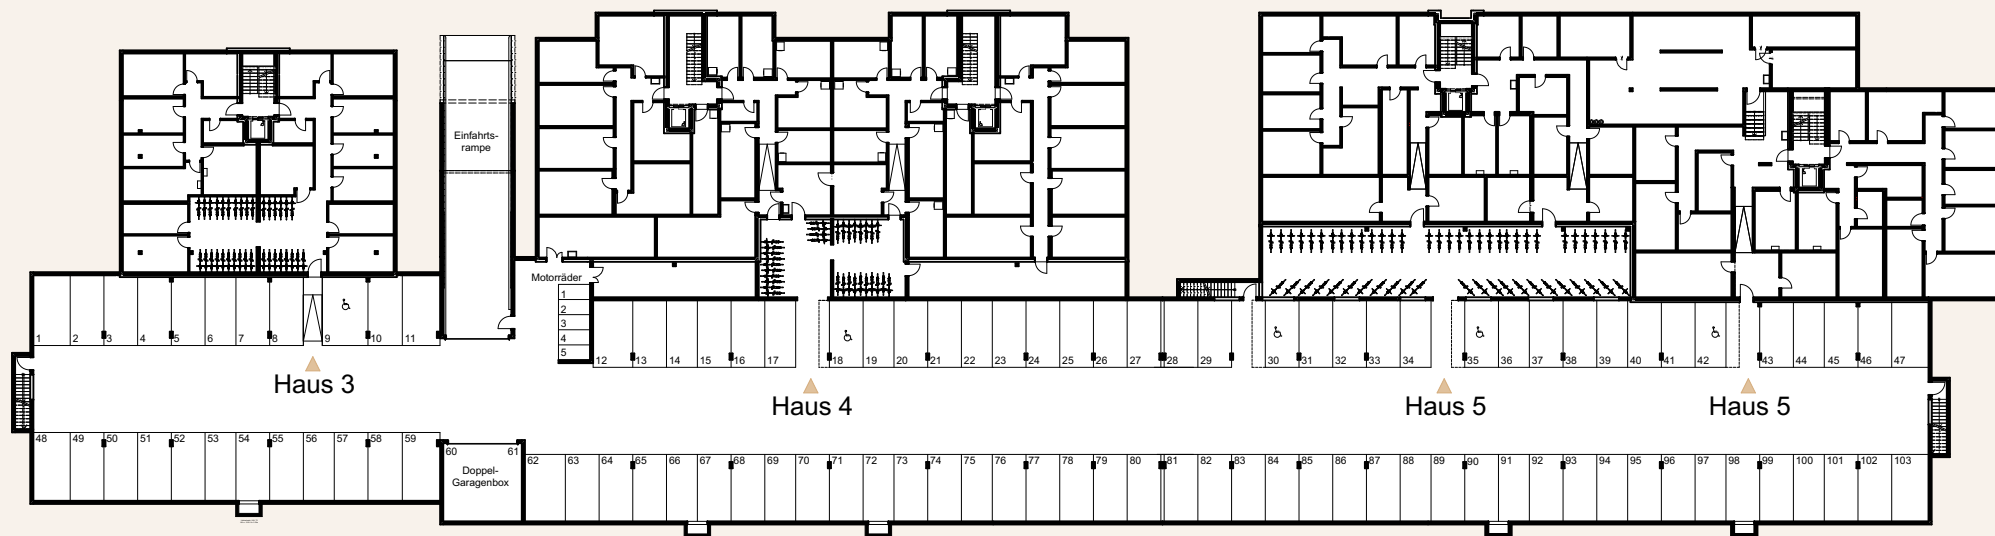 Einfahrts-
rampe
Motorräder
1
2
3
4
5
1 2 3 4 5 6 7 8 9 10 11
12 13 14 15 16 17 18 19 20 21 22 23 24 25 26 27 28 29 30 31 32 33 34 35 36 37 38 39 40 41 42 43 44 45 46 47
Haus 3
Haus 4
Haus 5
Haus 5
48 49 50 51 52 53 54 55 56 57 58 59
60 61
Doppel-
Garagenbox
62 63 64 65 66 67 68 69 70 71 72 73 74 75 76 77 78 79 80 81 82 83 84 85 86 87 88 89 90 91 92 93 94 95 96 97 98 99 100 101 102 103